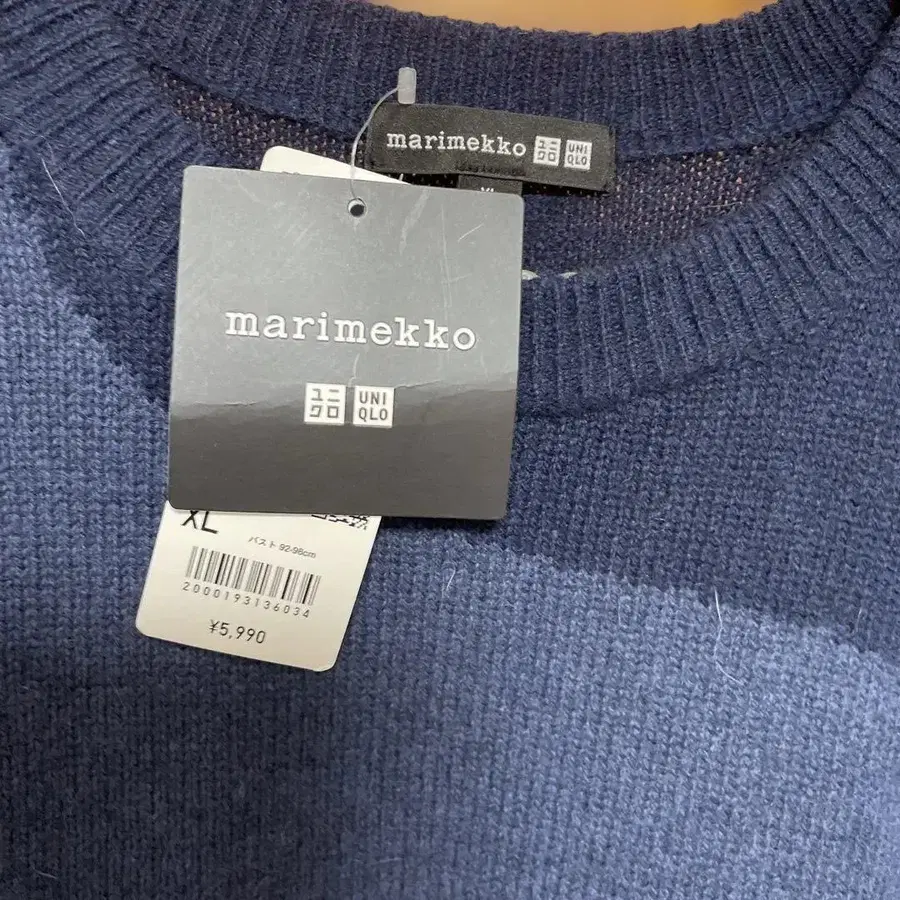 marimekko ユニクロ UNIQLO
XL
marimekko
ユニクロ UNIQLO
XL
バスト 92-98cm
2000193136034
¥5,990